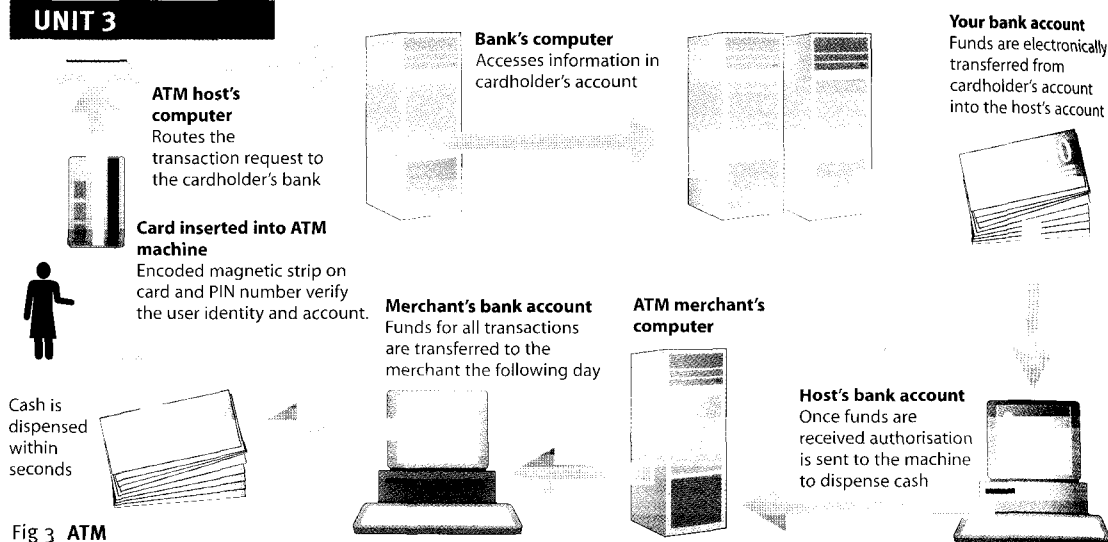 UNIT 3
ATM host's
computer
Routes the
transaction request to
the cardholder's bank
Card inserted into ATM
machine
Encoded magnetic strip on
card and PIN number verify
the user identity and account.
Bank's computer
Accesses information in
cardholder's account
Your bank account
Funds are electronically
transferred from
cardholder's account
into the host's account
Merchant's bank account
Funds for all transactions
are transferred to the
merchant the following day
ATM merchant's
computer
Host's bank account
Once funds are
received authorisation
is sent to the machine
to dispense cash
Cash is
dispensed
within
seconds
Fig 3 ATM